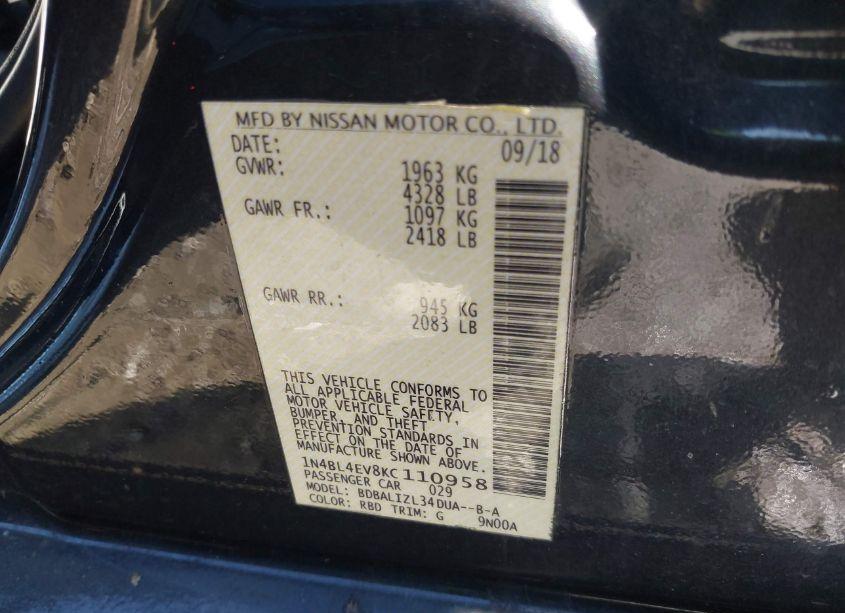 MFD BY NISSAN MOTOR CO., LTD.
DATE: 09/18
GVWR: 1963 KG
4328 LB
GAWR FR.: 1097 KG
2418 LB
GAWR RR.: 945 KG
2083 LB
THIS VEHICLE CONFORMS TO
ALL APPLICABLE FEDERAL
MOTOR VEHICLE SAFETY,
BUMPER, AND THEFT
PREVENTION STANDARDS IN
EFFECT ON THE DATE OF
MANUFACTURE SHOWN ABOVE.
1N4BL4EV8KC110958
PASSENGER CAR 029
MODEL: BDBALIZL34DUA--B-A
COLOR: RBD TRIM: G 9N00A